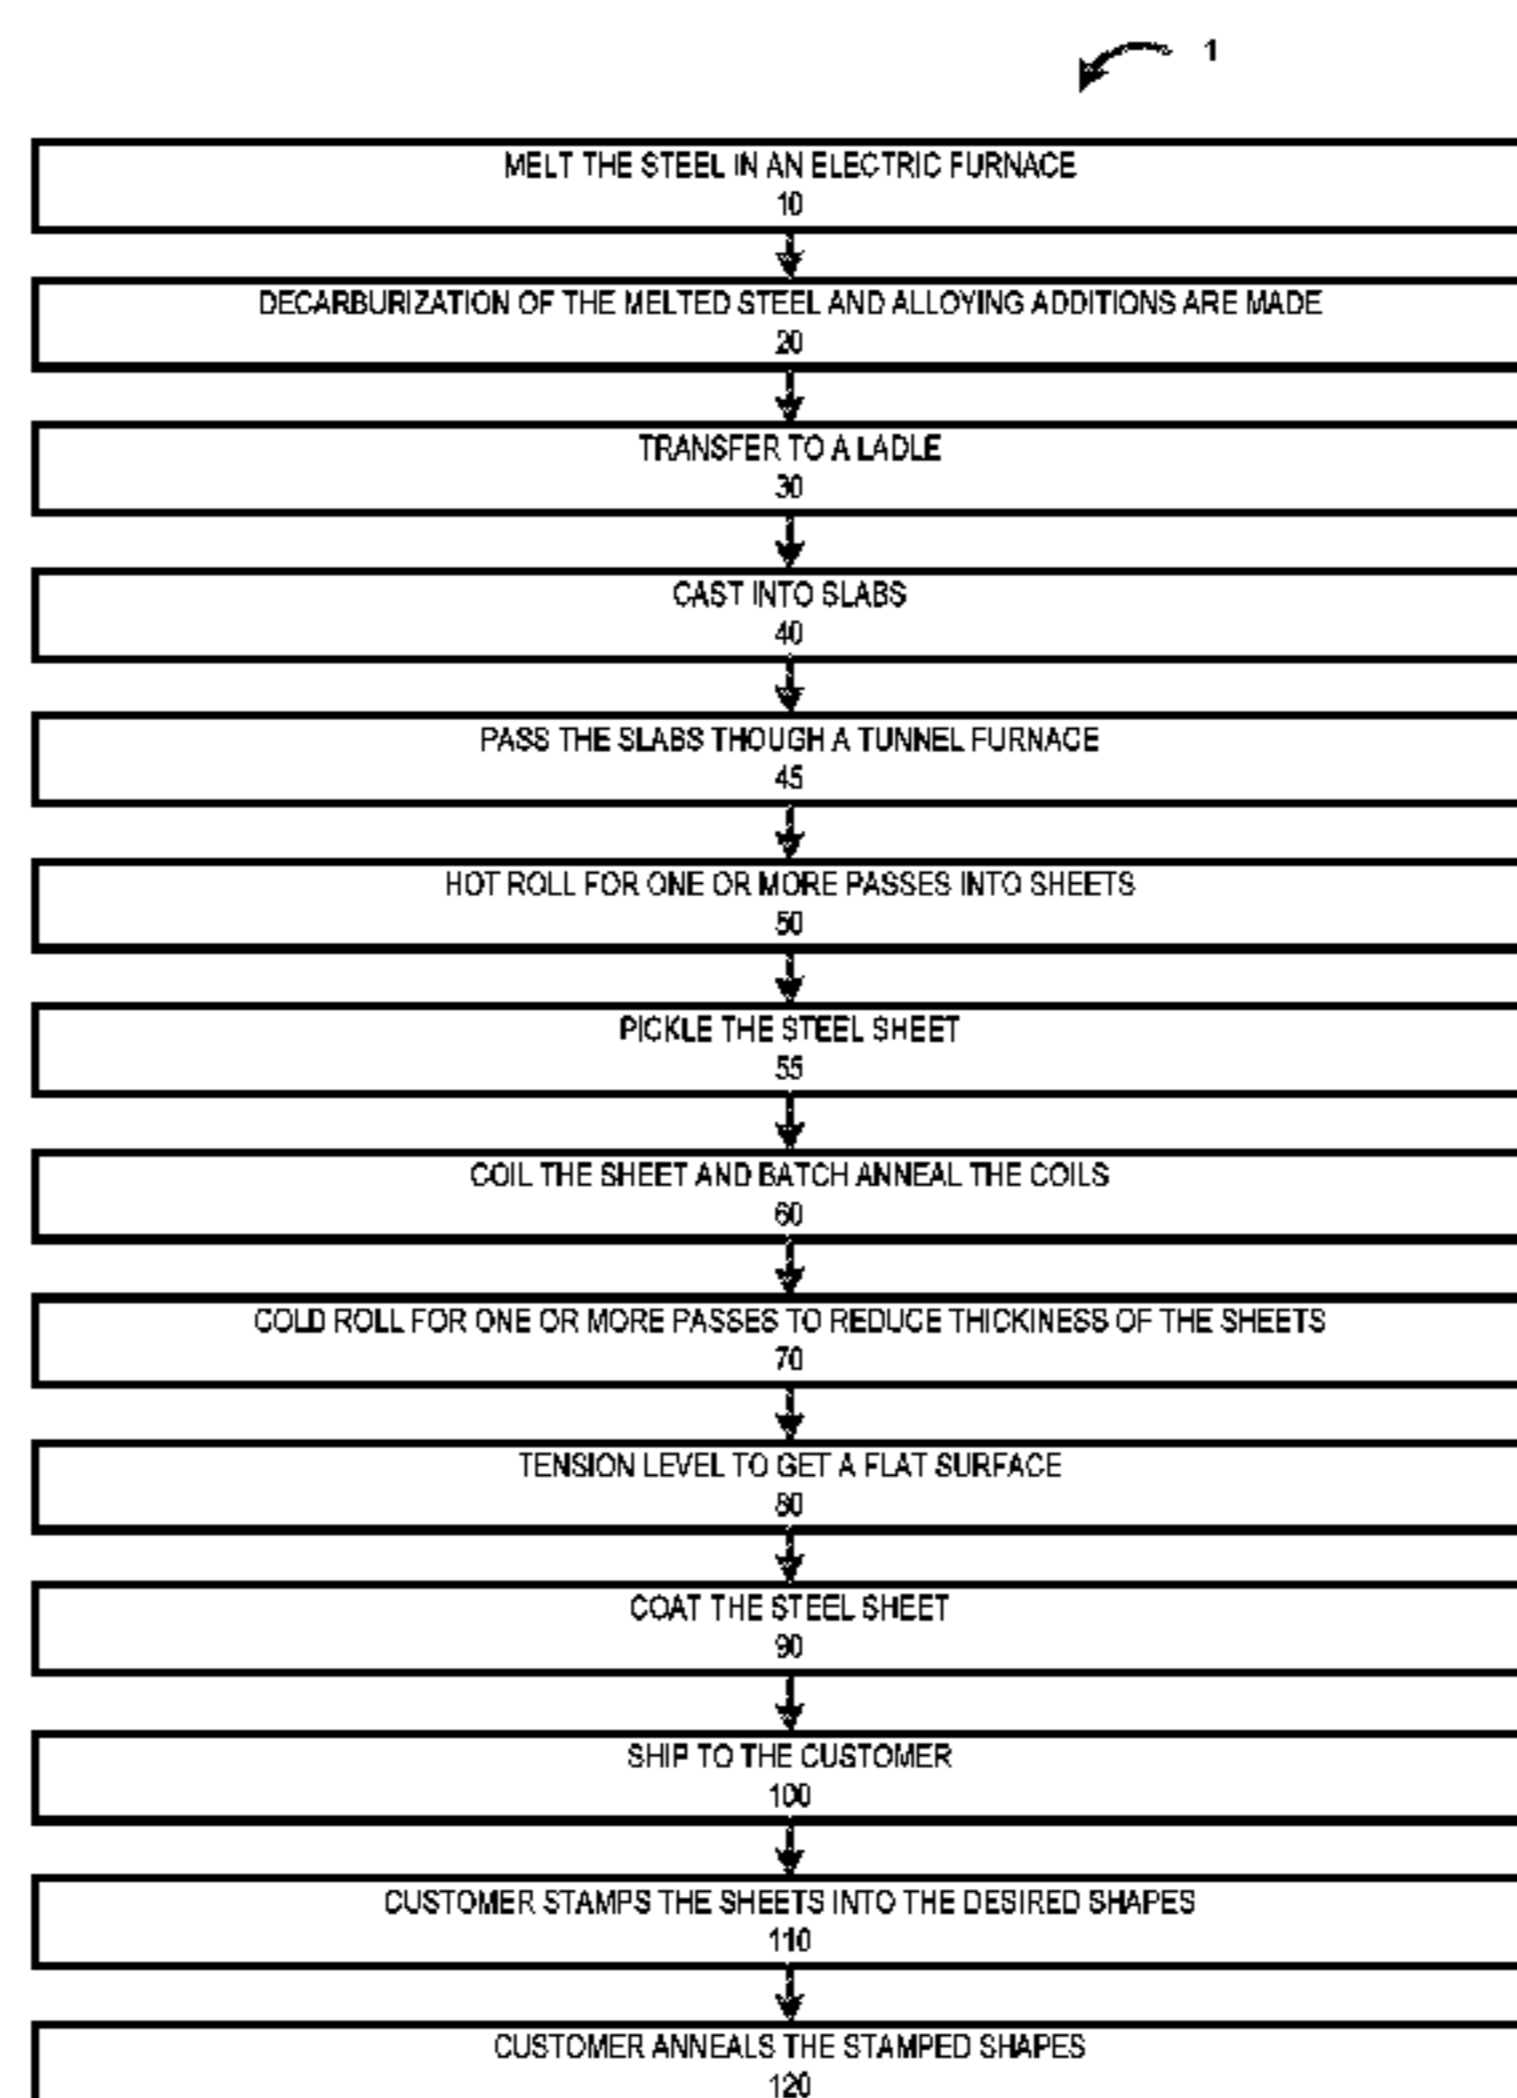 1
MELT THE STEEL IN AN ELECTRIC FURNACE
10
DECARBURIZATION OF THE MELTED STEEL AND ALLOYING ADDITIONS ARE MADE
20
TRANSFER TO A LADLE
30
CAST INTO SLABS
40
PASS THE SLABS THOUGH A TUNNEL FURNACE
45
HOT ROLL FOR ONE OR MORE PASSES INTO SHEETS
50
PICKLE THE STEEL SHEET
55
COIL THE SHEET AND BATCH ANNEAL THE COILS
60
COLD ROLL FOR ONE OR MORE PASSES TO REDUCE THICKINESS OF THE SHEETS
70
TENSION LEVEL TO GET A FLAT SURFACE
80
COAT THE STEEL SHEET
90
SHIP TO THE CUSTOMER
100
CUSTOMER STAMPS THE SHEETS INTO THE DESIRED SHAPES
110
CUSTOMER ANNEALS THE STAMPED SHAPES
120